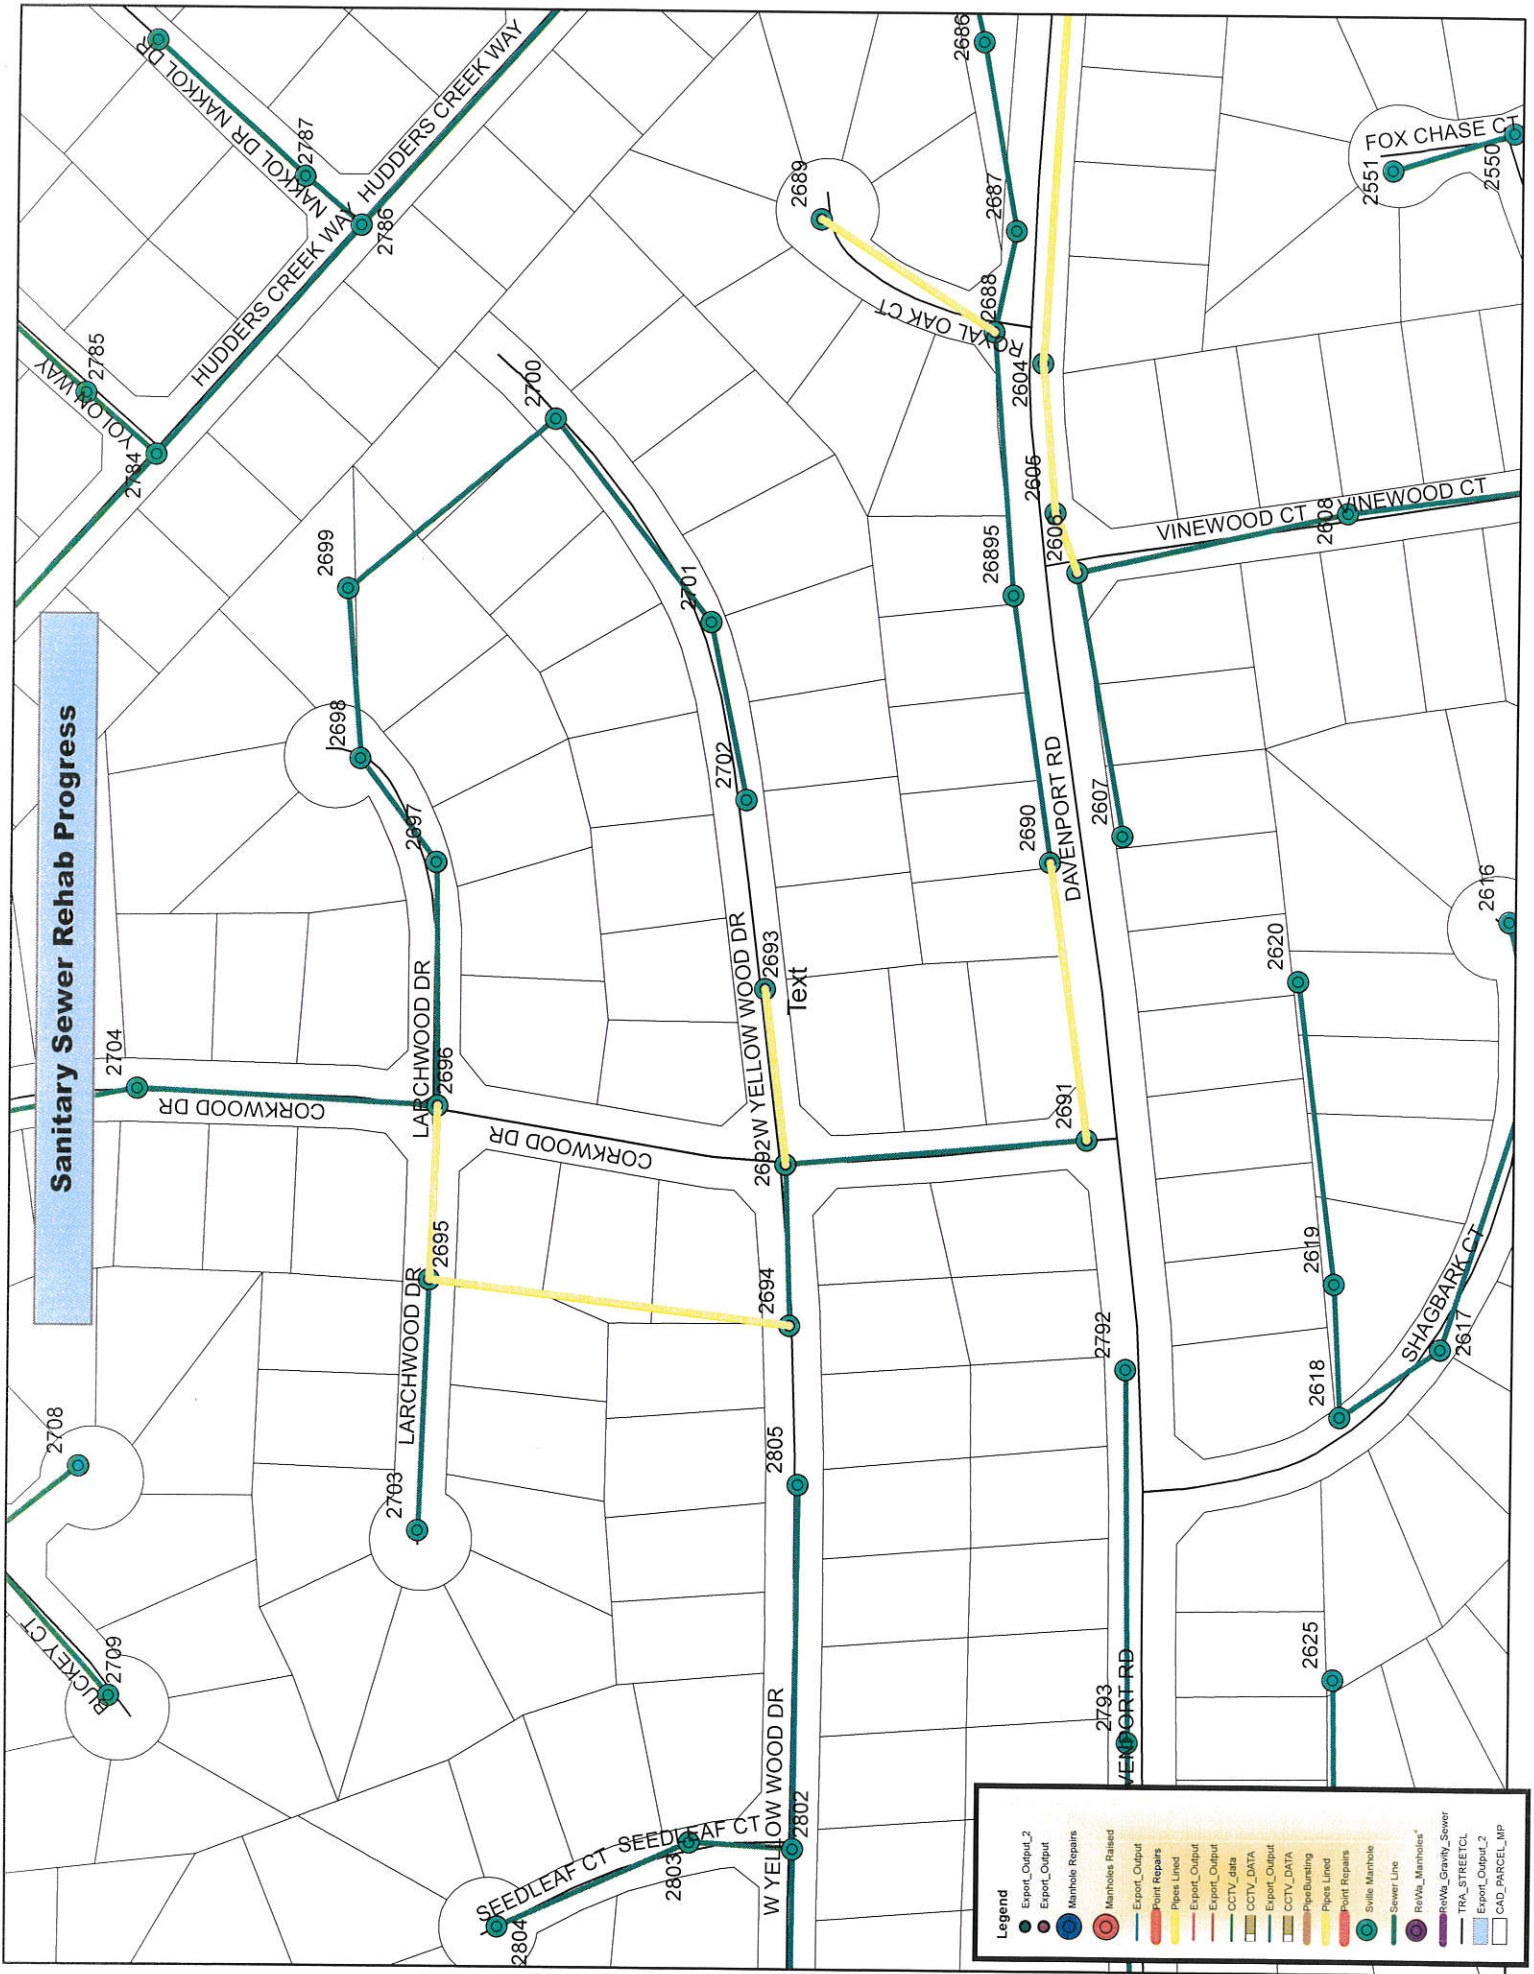 Sanitary Sewer Rehab Progress
NAKKOL DR
NAKKOL DR
2787
HUDDERS CREEK WAY
2786
HUDDERS CREEK WAY
2785
YOLON WAY
2784
2700
2699
2698
2697
2701
2702
LARCHWOOD DR
2704
CORKWOOD DR
LARCHWOOD DR
2696
CORKWOOD DR
2695
LARCHWOOD DR
2703
2708
BUCKEY CT
2709
2689
2686
2687
2688
ROYAL OAK CT
2604
2605
2606
26895
2690
DAVENPORT RD
2607
VINEWOOD CT
2608
VINEWOOD CT
FOX CHASE CT
2551
2550
W YELLOW WOOD DR
2693
Text
2692
2691
2694
2805
2792
2793
VENPORT RD
2620
2616
2619
2618
2617
SHAGBARK CT
2625
W YELLOW WOOD DR
2802
SEEDLEAF CT
SEEDLEAF CT
2803
2804
Legend
Export_Output_2
Export_Output
Manhole Repairs
Manholes Raised
Export_Output
Point Repairs
Pipes Lined
Export_Output
Export_Output
CCTV_data
CCTV_DATA
Export_Output
CCTV_DATA
PipeBursting
Pipes Lined
Point Repairs
Sville Manhole
Sewer Line
ReWa_Manholes"
ReWa_Gravity_Sewer
TRA_STREETCL
Export_Output_2
CAD_PARCEL_MP